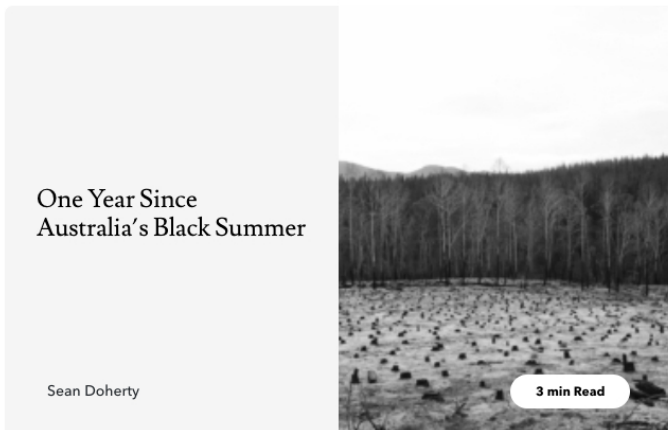 One Year Since
Australia's Black Summer
Sean Doherty
3 min Read